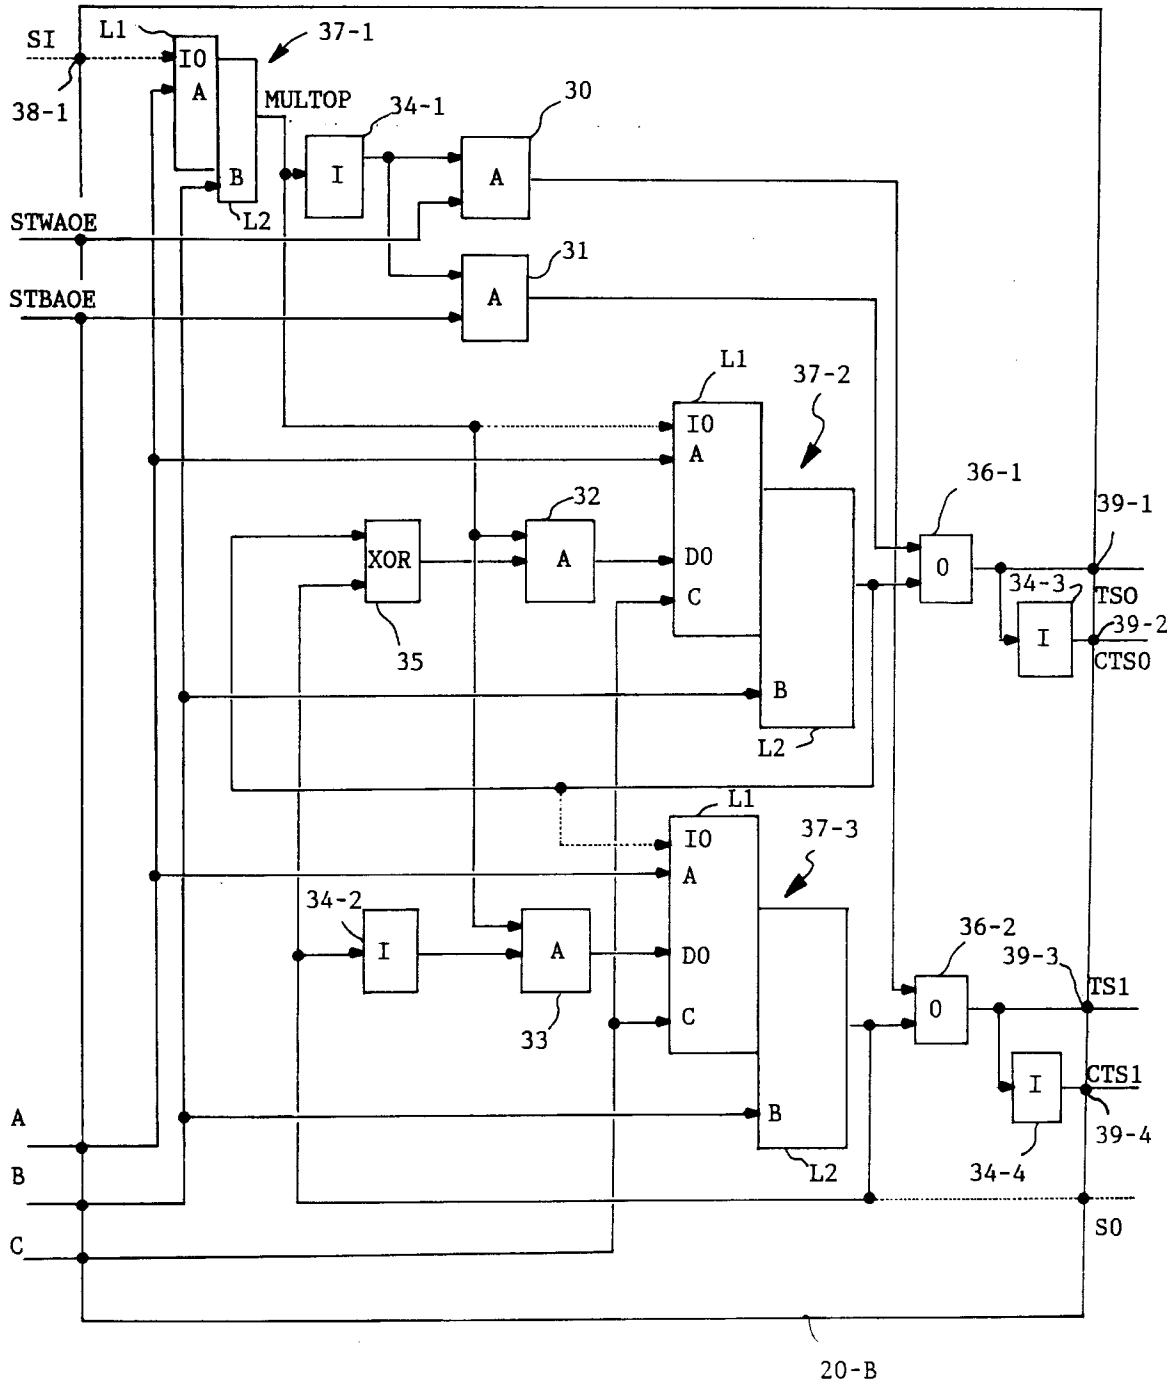 L1
37-1
SI
I0
A
38-1
MULTOP
34-1
30
I
A
B
L2
STWAOE
31
A
STBAOE
L1
37-2
I0
A
36-1
39-1
32
XOR
A
D0
C
35
O
34-3
TS0
I
39-2
CTS0
B
L2
L1
37-3
I0
A
34-2
I
A
D0
36-2
39-3
TS1
33
C
O
I
CTS1
A
B
39-4
B
L2
34-4
S0
C
20-B